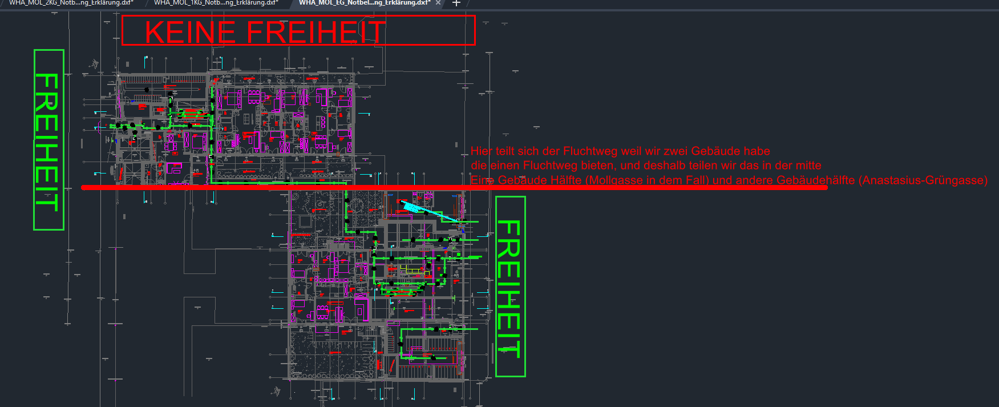 WHA_MOL_2KG_Notb...ng_Erklärung.dxf*
WHA_MOL_1KG_Notb...ng_Erklärung.dxf*
WHA_MOL_EG_Notbel...ng_Erklärung.dxf*
KEINE FREIHEIT
FREIHEIT
Hier teilt sich der Fluchtweg weil wir zwei Gebäude habe
die einen Fluchtweg bieten, und deshalb teilen wir das in der mitte
Eine Gebäude Hälfte (Mollgasse in dem Fall) und andere Gebäudehälfte (Anastasius-Grüngasse)
FREIHEIT